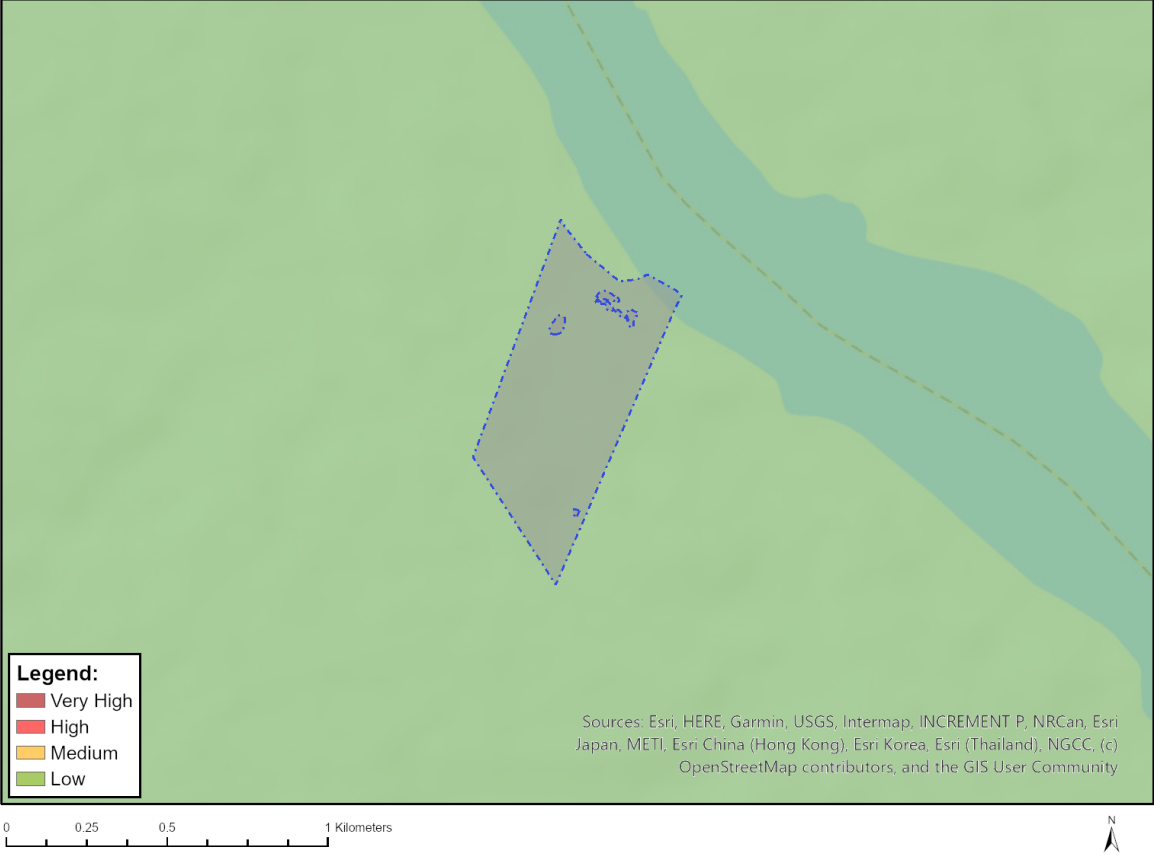 Legend:
Very High
High
Medium
Low
Sources: Esri, HERE, Garmin, USGS, Intermap, INCREMENT P, NRCan, Esri
Japan, METI, Esri China (Hong Kong), Esri Korea, Esri (Thailand), NGCC, (c)
OpenStreetMap contributors, and the GIS User Community
0 0.25 0.5 1 Kilometers
N